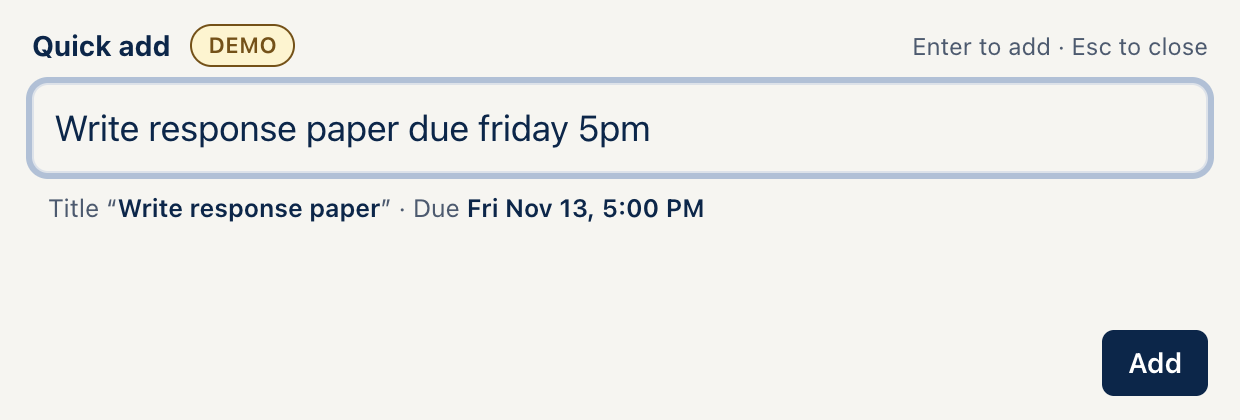 Quick add DEMO Enter to add · Esc to close
Write response paper due friday 5pm
Title “Write response paper” · Due Fri Nov 13, 5:00 PM
Add